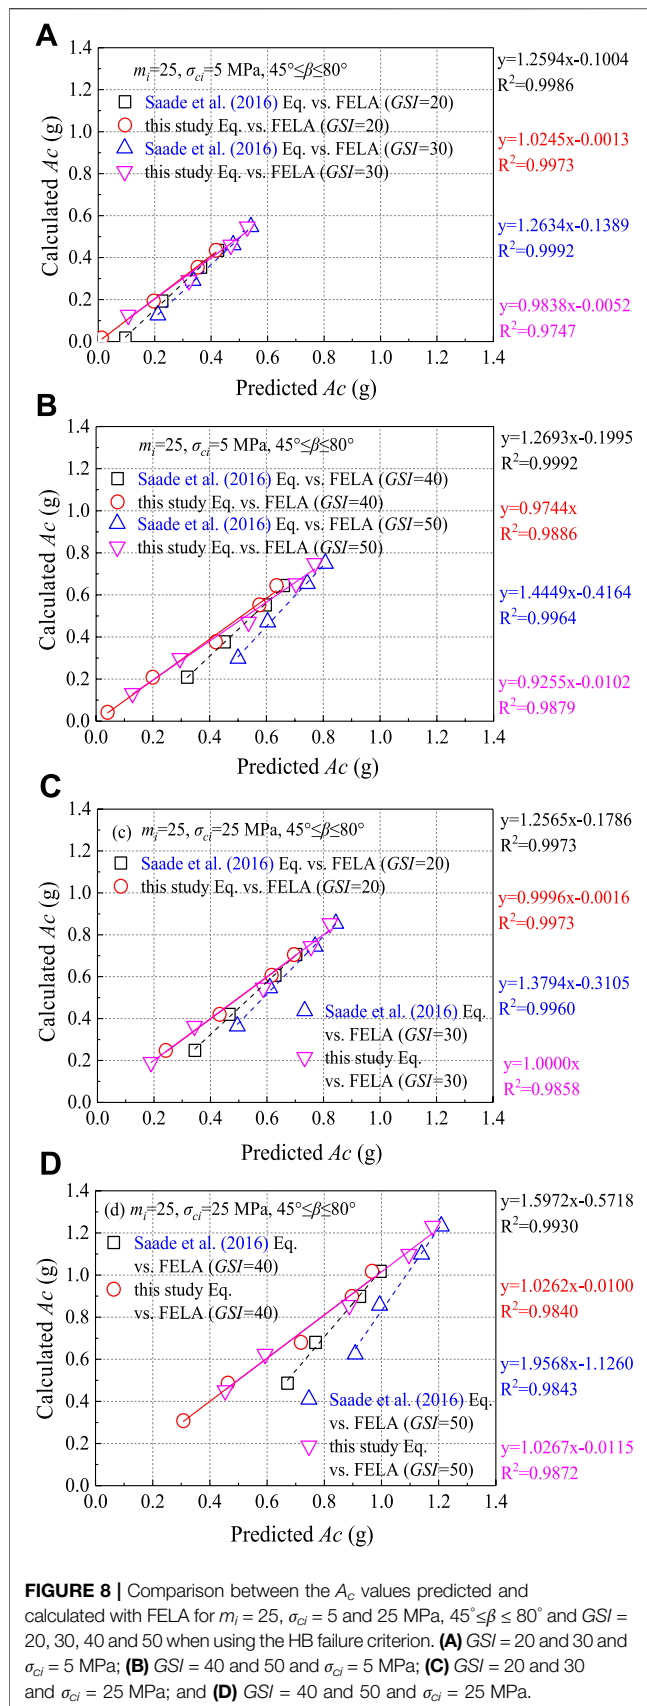 A
1.4
1.2
1.0
0.8
0.6
0.4
0.2
0.0
Calculated Ac (g)
mi=25, σci=5 MPa, 45°≤β≤80°
Saade et al. (2016) Eq. vs. FELA (GSI=20)
this study Eq. vs. FELA (GSI=20)
Saade et al. (2016) Eq. vs. FELA (GSI=30)
this study Eq. vs. FELA (GSI=30)
y=1.2594x-0.1004
R²=0.9986
y=1.0245x-0.0013
R²=0.9973
y=1.2634x-0.1389
R²=0.9992
y=0.9838x-0.0052
R²=0.9747
0.0 0.2 0.4 0.6 0.8 1.0 1.2 1.4
Predicted Ac (g)
B
1.4
1.2
1.0
0.8
0.6
0.4
0.2
0.0
Calculated Ac (g)
mi=25, σci=5 MPa, 45°≤β≤80°
Saade et al. (2016) Eq. vs. FELA (GSI=40)
this study Eq. vs. FELA (GSI=40)
Saade et al. (2016) Eq. vs. FELA (GSI=50)
this study Eq. vs. FELA (GSI=50)
y=1.2693x-0.1995
R²=0.9992
y=0.9744x
R²=0.9886
y=1.4449x-0.4164
R²=0.9964
y=0.9255x-0.0102
R²=0.9879
0.0 0.2 0.4 0.6 0.8 1.0 1.2 1.4
Predicted Ac (g)
C
1.4
1.2
1.0
0.8
0.6
0.4
0.2
0.0
Calculated Ac (g)
(c) mi=25, σci=25 MPa, 45°≤β≤80°
Saade et al. (2016) Eq. vs. FELA (GSI=20)
this study Eq. vs. FELA (GSI=20)
Saade et al. (2016) Eq.
vs. FELA (GSI=30)
this study Eq.
vs. FELA (GSI=30)
y=1.2565x-0.1786
R²=0.9973
y=0.9996x-0.0016
R²=0.9973
y=1.3794x-0.3105
R²=0.9960
y=1.0000x
R²=0.9858
0.0 0.2 0.4 0.6 0.8 1.0 1.2 1.4
Predicted Ac (g)
D
1.4
1.2
1.0
0.8
0.6
0.4
0.2
0.0
Calculated Ac (g)
(d) mi=25, σci=25 MPa, 45°≤β≤80°
Saade et al. (2016) Eq.
vs. FELA (GSI=40)
this study Eq.
vs. FELA (GSI=40)
Saade et al. (2016) Eq.
vs. FELA (GSI=50)
this study Eq.
vs. FELA (GSI=50)
y=1.5972x-0.5718
R²=0.9930
y=1.0262x-0.0100
R²=0.9840
y=1.9568x-1.1260
R²=0.9843
y=1.0267x-0.0115
R²=0.9872
0.0 0.2 0.4 0.6 0.8 1.0 1.2 1.4
Predicted Ac (g)
FIGURE 8 | Comparison between the Ac values predicted and
calculated with FELA for mi = 25, σci = 5 and 25 MPa, 45°≤β ≤ 80° and GSI =
20, 30, 40 and 50 when using the HB failure criterion. (A) GSI = 20 and 30 and
σci = 5 MPa; (B) GSI = 40 and 50 and σci = 5 MPa; (C) GSI = 20 and 30
and σci = 25 MPa; and (D) GSI = 40 and 50 and σci = 25 MPa.